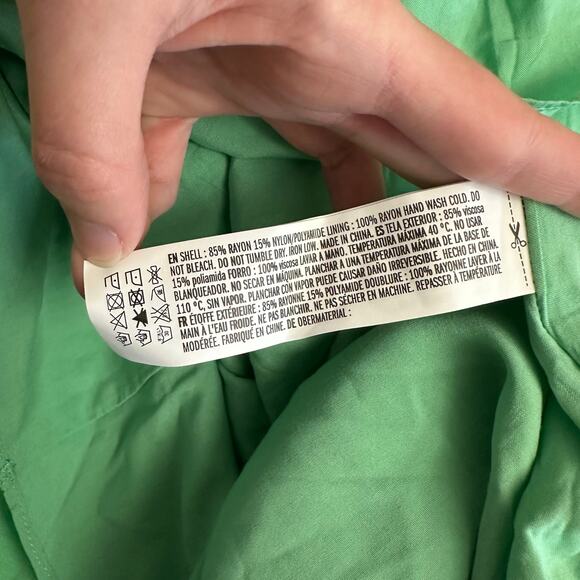 EN SHELL : 85% RAYON 15% NYLON/POLYAMIDE LINING : 100% RAYON HAND WASH COLD. DO
NOT BLEACH. DO NOT TUMBLE DRY. IRON LOW. MADE IN CHINA. ES TELA EXTERIOR : 85% viscosa
15% poliamida FORRO : 100% viscosa LAVAR A MANO. TEMPERATURA MÁXIMA 40 °C. NO USAR
BLANQUEADOR. NO SECAR EN MÁQUINA. PLANCHAR A UNA TEMPERATURA MÁXIMA DE LA BASE DE
110 °C, SIN VAPOR. PLANCHAR CON VAPOR PUEDE CAUSAR DAÑO IRREVERSIBLE. HECHO EN CHINA.
FR ÉTOFFE EXTÉRIEURE : 85% RAYONNE 15% POLYAMIDE DOUBLURE : 100% RAYONNE LAVER À LA
MAIN À L'EAU FROIDE. NE PAS BLANCHIR. NE PAS SÉCHER EN MACHINE. REPASSER À TEMPÉRATURE
MODÉRÉE. FABRIQUÉ EN CHINE. DE OBERMATERIAL :